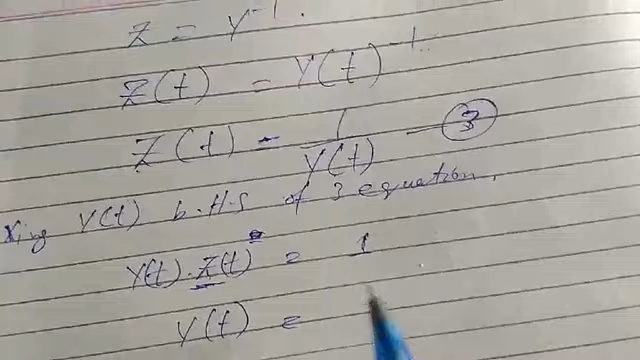 Z = Y⁻¹.
Z(t) = Y(t)⁻¹.
Z(t) = 1/Y(t) — ③
Xing Y(t) b.H.S of 3 equation.
Y(t).Z(t) = 1
Y(t) =